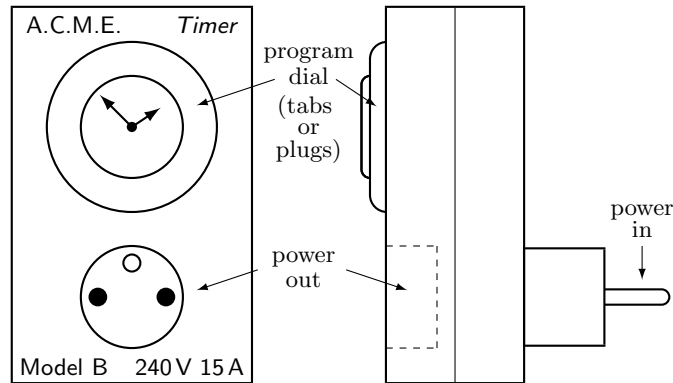 A.C.M.E. Timer
program
dial
(tabs
or
plugs)
power
in
power
out
Model B 240 V 15 A